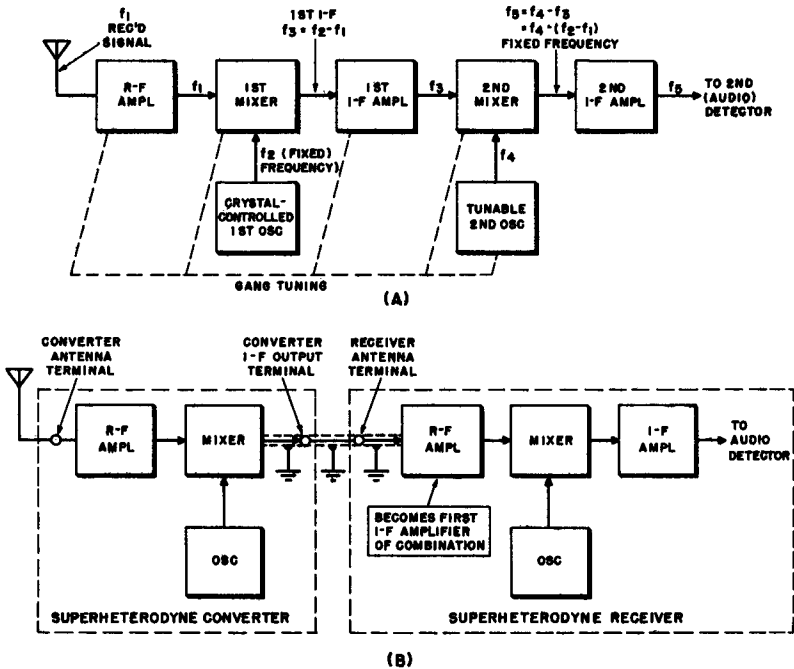 f1
REC'D
SIGNAL
1ST I-F
f3 = f2-f1
f5 = f4-f3
= f4-(f2-f1)
FIXED FREQUENCY
R-F
AMPL
f1
1ST
MIXER
1ST
I-F AMPL
f3
2ND
MIXER
2ND
I-F AMPL
f5
TO 2ND
(AUDIO)
DETECTOR
f2 (FIXED)
FREQUENCY)
f4
CRYSTAL-
CONTROLLED
1ST OSC
TUNABLE
2ND OSC
GANG TUNING
(A)
CONVERTER
ANTENNA
TERMINAL
CONVERTER
I-F OUTPUT
TERMINAL
RECEIVER
ANTENNA
TERMINAL
R-F
AMPL
MIXER
R-F
AMPL
MIXER
I-F
AMPL
TO
AUDIO
DETECTOR
OSC
BECOMES FIRST
I-F AMPLIFIER
OF COMBINATION
OSC
SUPERHETERODYNE CONVERTER
SUPERHETERODYNE RECEIVER
(B)